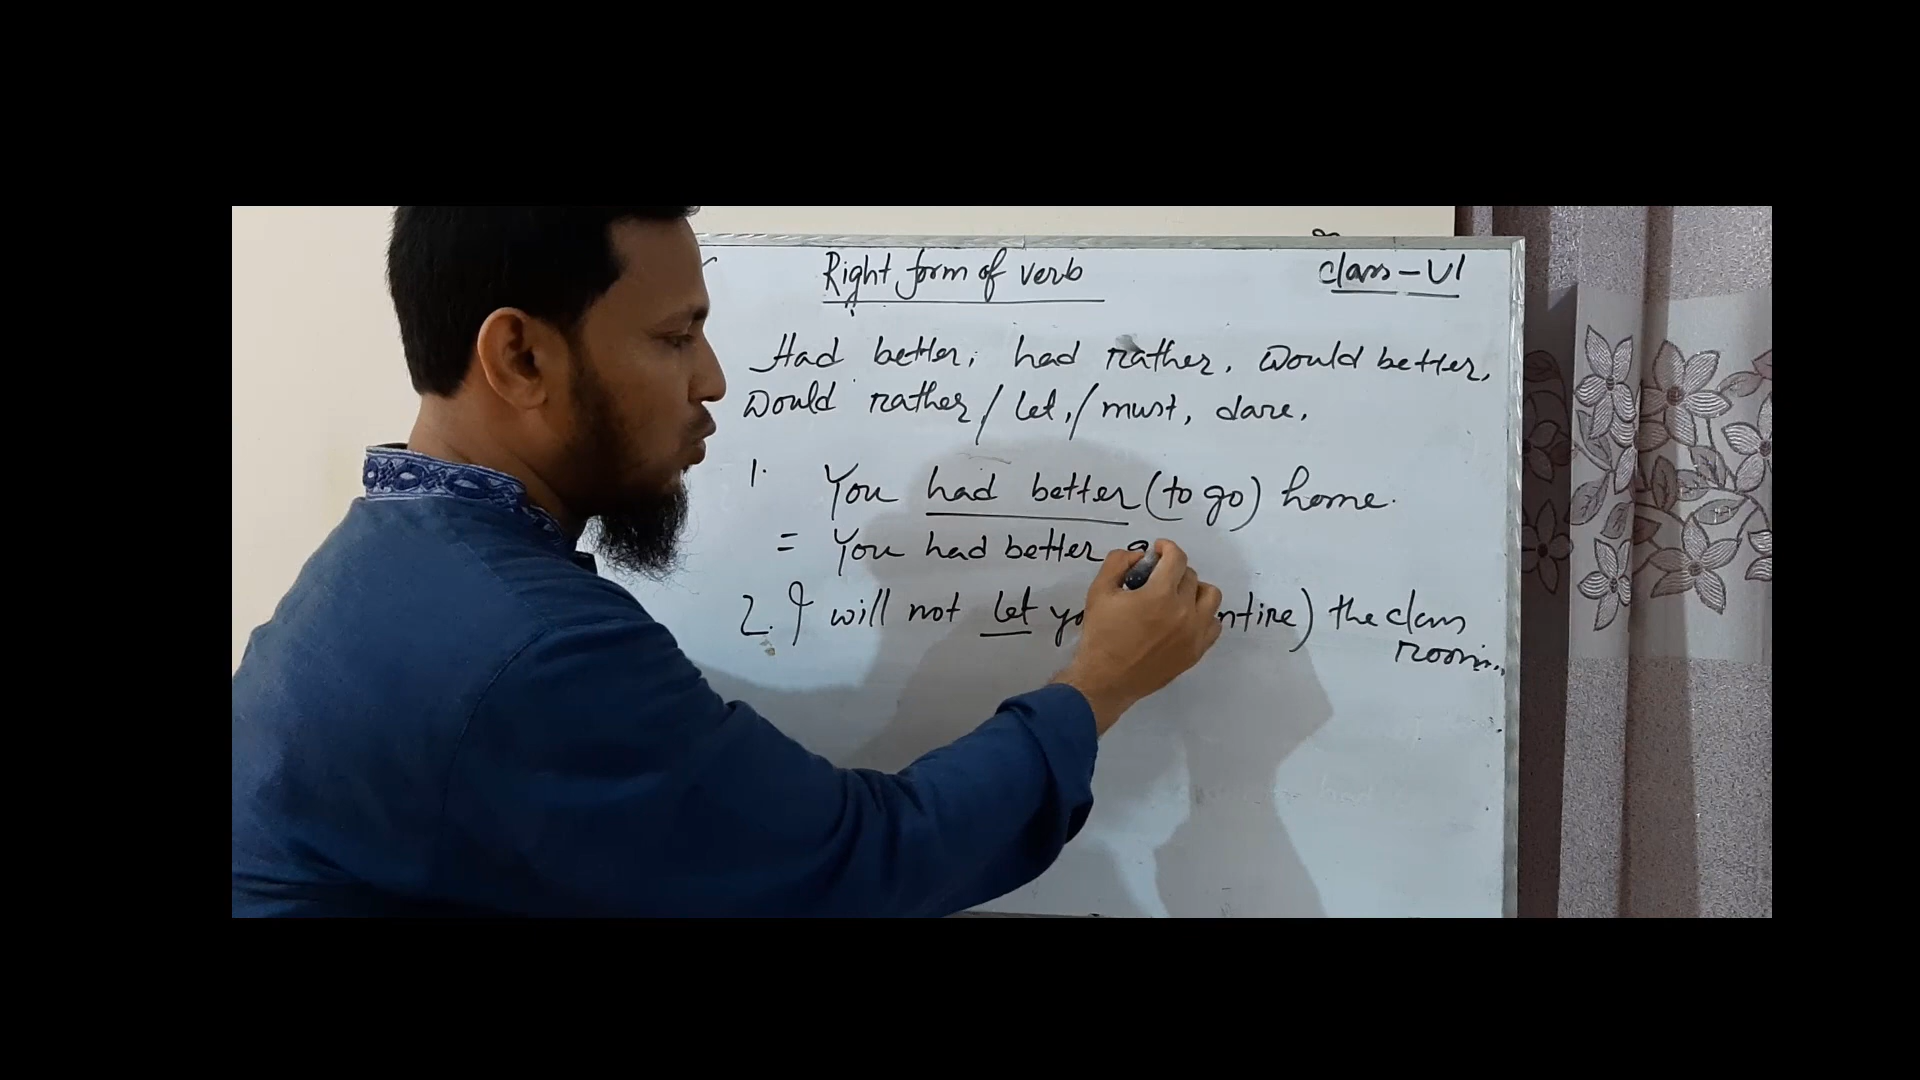 Right form of verb
class-VI
Had better, had rather, would better,
would rather / let, / must, dare.
1. You had better (to go) home.
= You had better
2. I will not let the class
room.